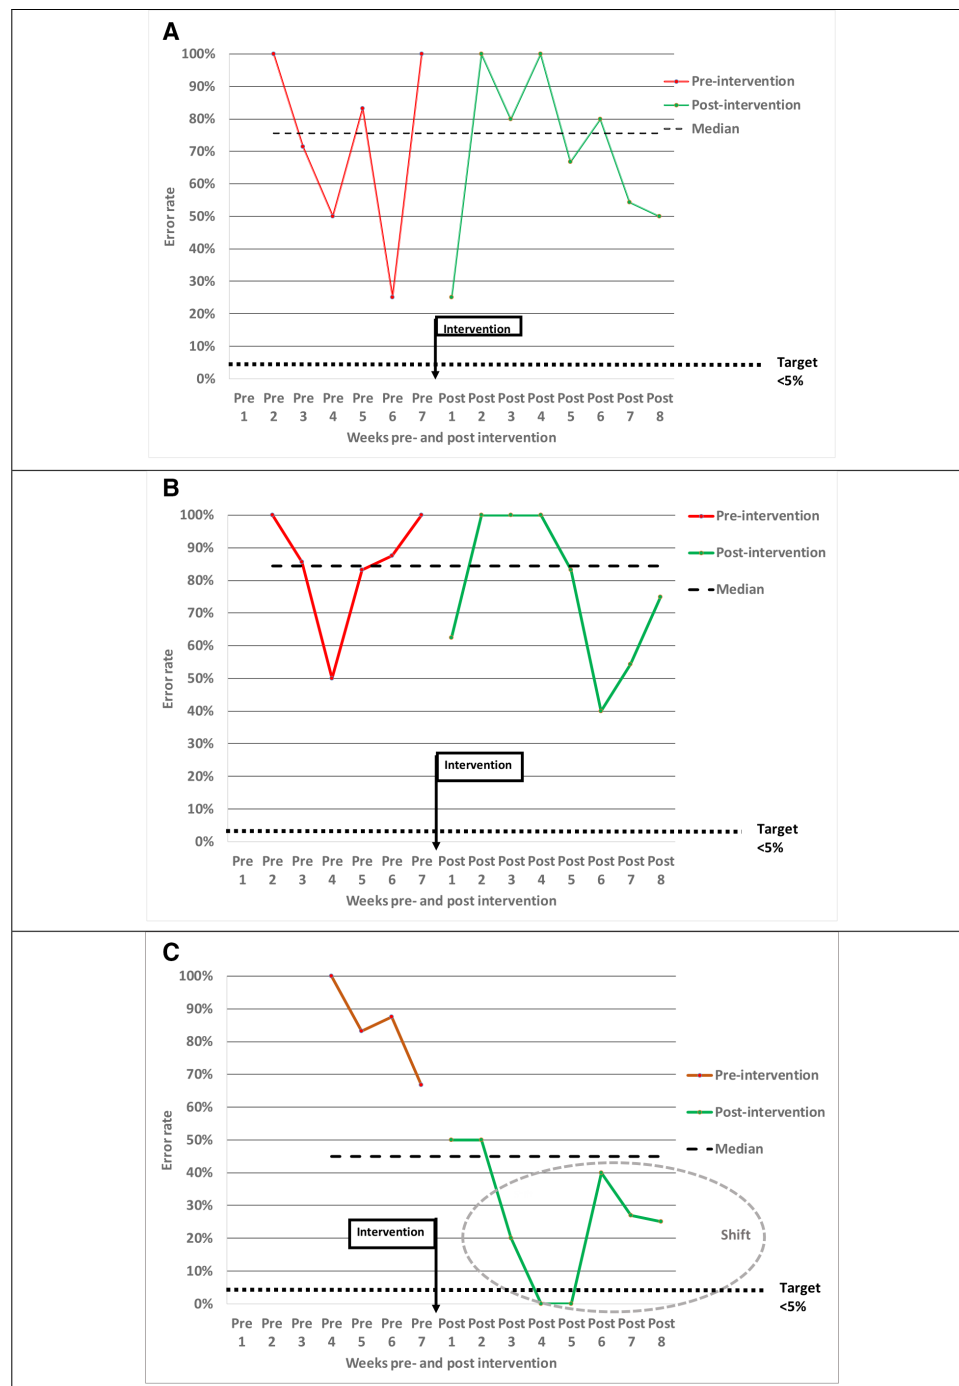 A
100%
90%
80%
70%
60%
50%
40%
30%
20%
10%
0%
Error rate
Pre-intervention
Post-intervention
Median
Intervention
Target
<5%
Pre Pre Pre Pre Pre Pre Pre Post Post Post Post Post Post Post Post
1 2 3 4 5 6 7 1 2 3 4 5 6 7 8
Weeks pre- and post intervention
B
100%
90%
80%
70%
60%
50%
40%
30%
20%
10%
0%
Error rate
Pre-intervention
Post-intervention
Median
Intervention
Target
<5%
Pre Pre Pre Pre Pre Pre Pre Post Post Post Post Post Post Post Post
1 2 3 4 5 6 7 1 2 3 4 5 6 7 8
Weeks pre- and post intervention
C
100%
90%
80%
70%
60%
50%
40%
30%
20%
10%
0%
Error rate
Pre-intervention
Post-intervention
Median
Intervention
Shift
Target
<5%
Pre Pre Pre Pre Pre Pre Pre Post Post Post Post Post Post Post Post
1 2 3 4 5 6 7 1 2 3 4 5 6 7 8
Weeks pre- and post intervention